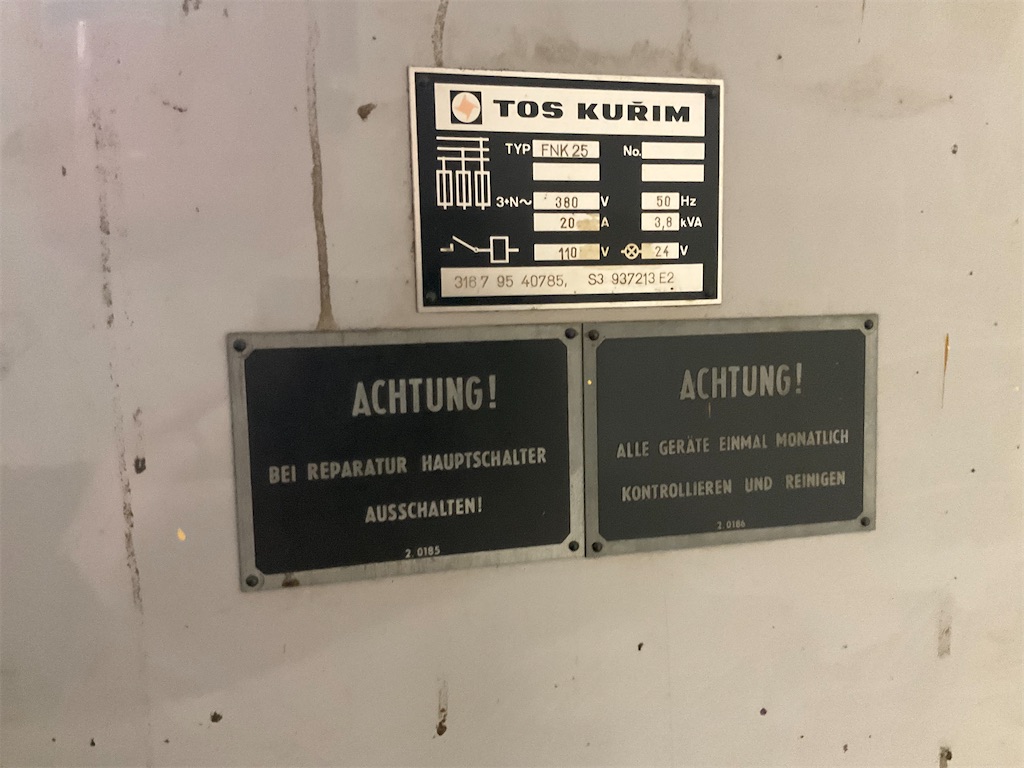 TOS KUŘIM
TYP FNK 25 No.
3+N~ 380 V 50 Hz
20 A 3,8 kVA
110 V 24 V
316 7 95 40785, S3 937213 E2
ACHTUNG!
BEI REPARATUR HAUPTSCHALTER
AUSSCHALTEN!
2.0185
ACHTUNG!
ALLE GERÄTE EINMAL MONATLICH
KONTROLLIEREN UND REINIGEN
2.0186